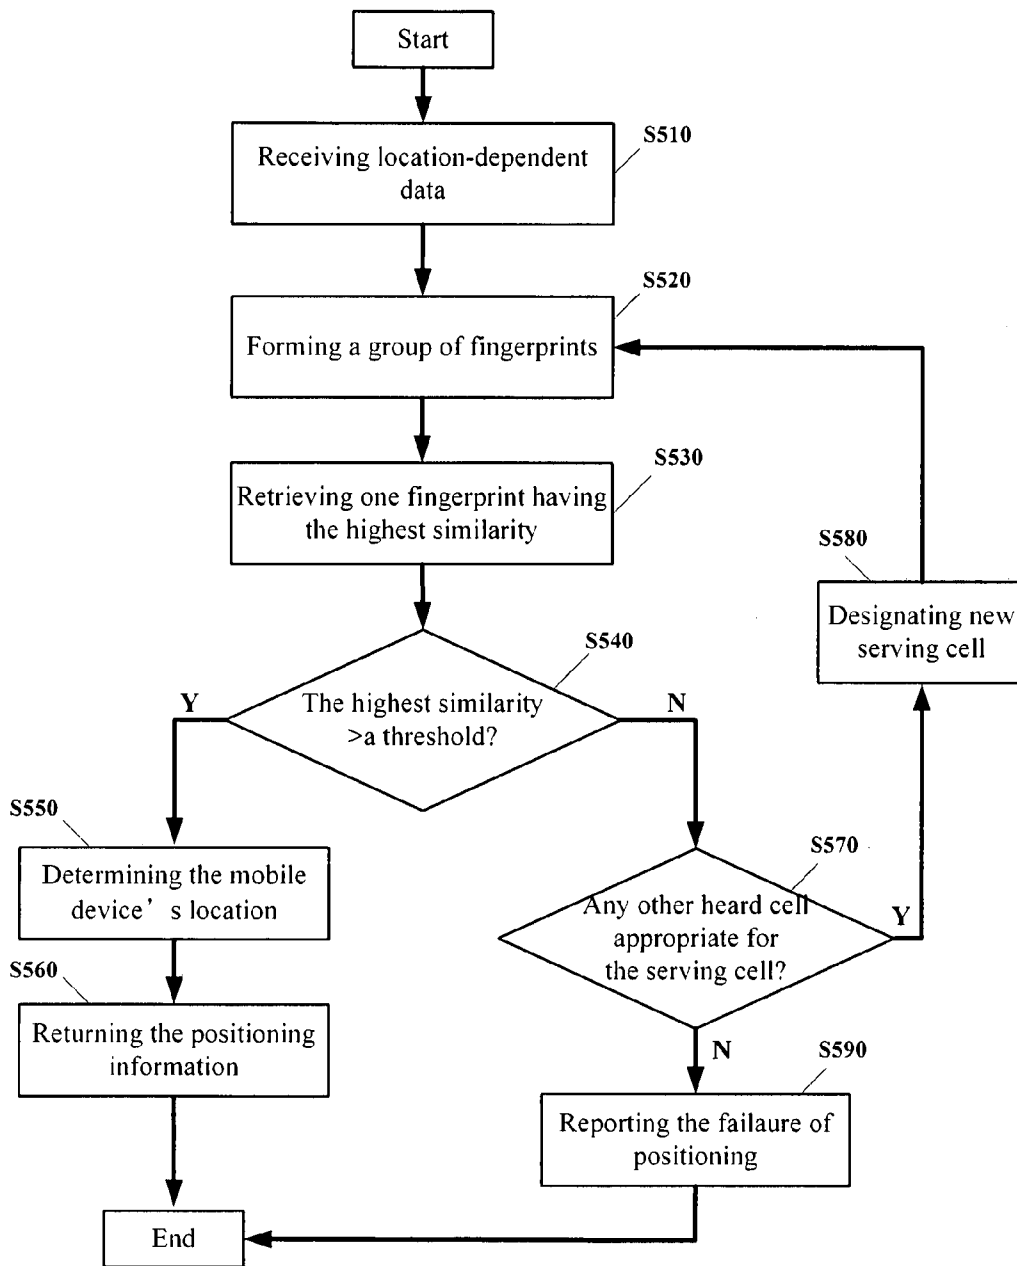 Start
S510
Receiving location-dependent
data
S520
Forming a group of fingerprints
S530
Retrieving one fingerprint having
the highest similarity
S580
Designating new
serving cell
S540
The highest similarity
>a threshold?
Y
N
S550
Determining the mobile
device's location
S570
Any other heard cell
appropriate for
the serving cell?
Y
S560
Returning the positioning
information
N
S590
Reporting the failaure of
positioning
End